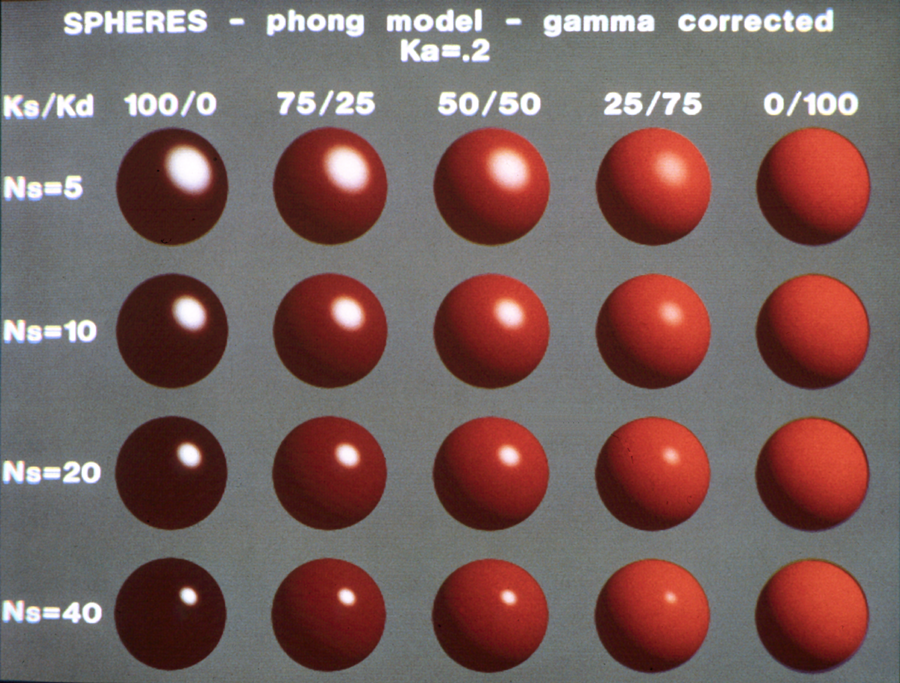 SPHERES - phong model - gamma corrected
Ka=.2
Ks/Kd 100/0 75/25 50/50 25/75 0/100
Ns=5
Ns=10
Ns=20
Ns=40